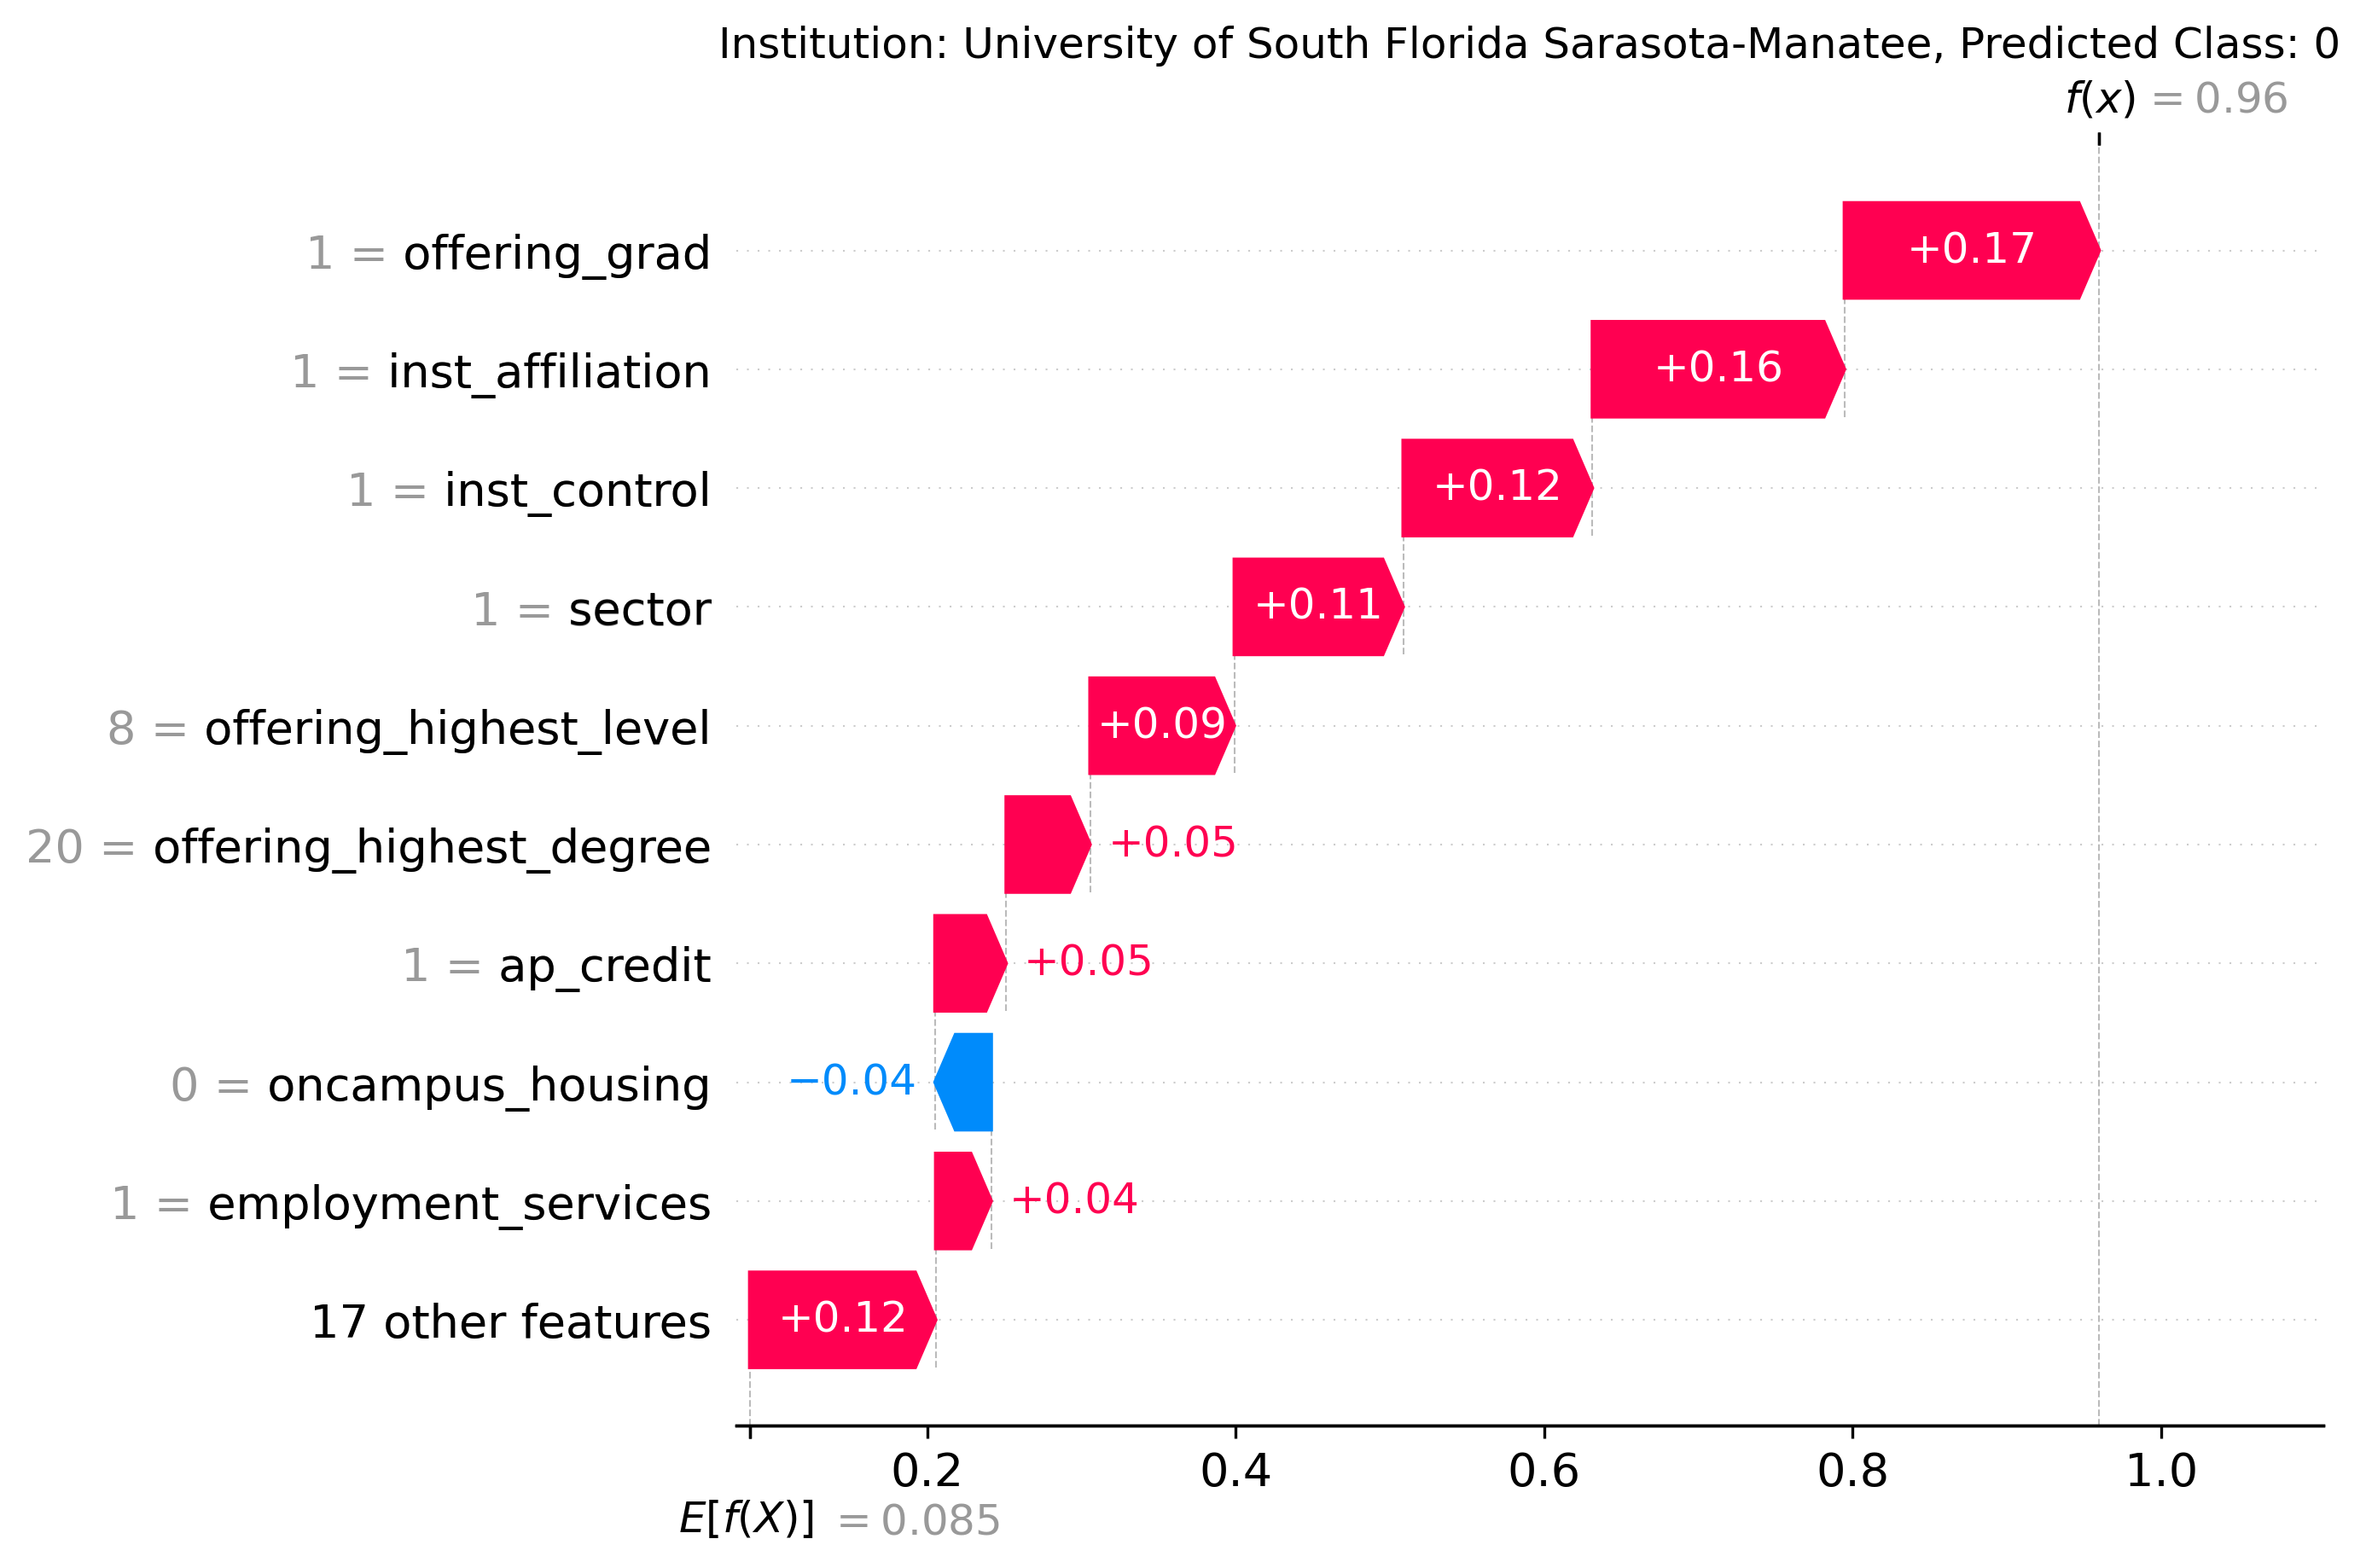 Institution: University of South Florida Sarasota-Manatee, Predicted Class: 0
f(x) = 0.96
1 = offering_grad +0.17
1 = inst_affiliation +0.16
1 = inst_control +0.12
1 = sector +0.11
8 = offering_highest_level +0.09
20 = offering_highest_degree +0.05
1 = ap_credit +0.05
0 = oncampus_housing −0.04
1 = employment_services +0.04
17 other features +0.12
0.2 0.4 0.6 0.8 1.0
E[f(X)] = 0.085